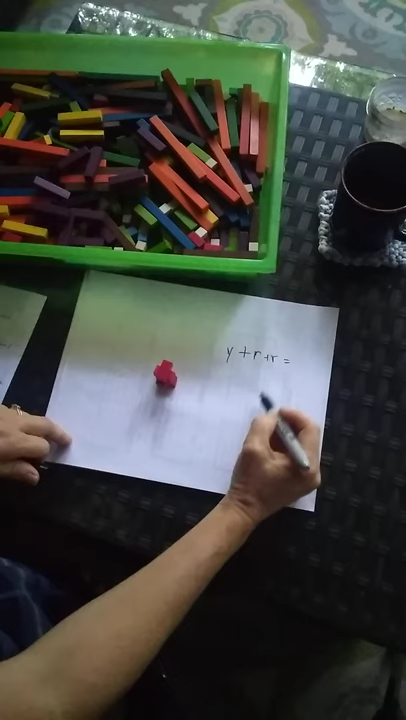 y + r + r =